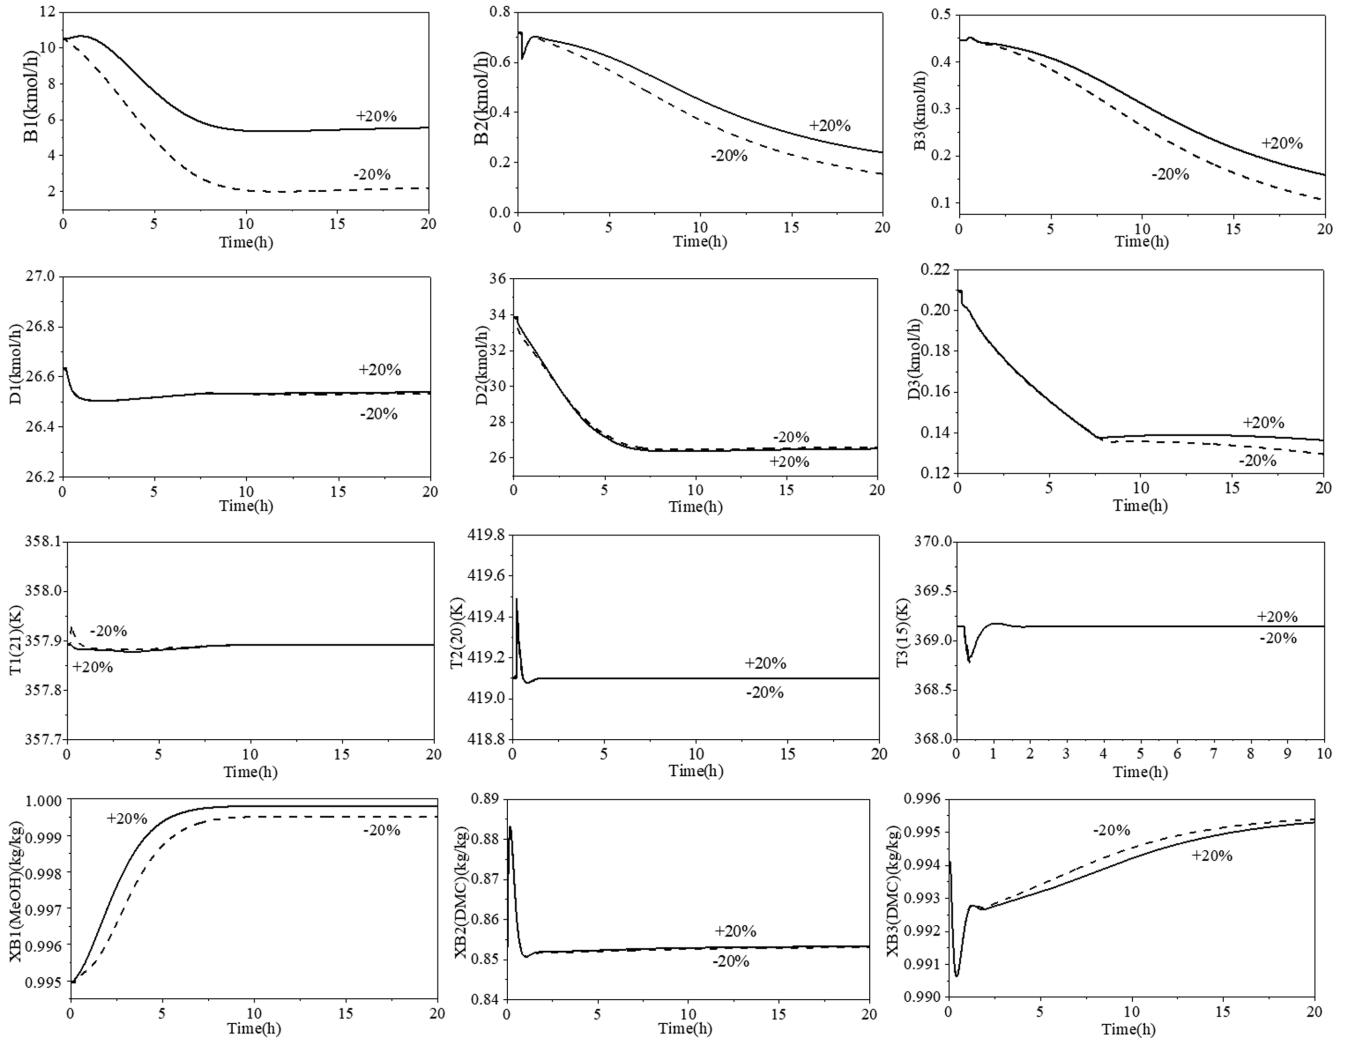 B1(kmol/h)
12
10
8
6
4
2
+20%
-20%
0 5 10 15 20
Time(h)
B2(kmol/h)
0.8
0.6
0.4
0.2
0.0
+20%
-20%
0 5 10 15 20
Time(h)
B3(kmol/h)
0.5
0.4
0.3
0.2
0.1
+20%
-20%
0 5 10 15 20
Time(h)
D1(kmol/h)
27.0
26.8
26.6
26.4
26.2
+20%
-20%
0 5 10 15 20
Time(h)
D2(kmol/h)
36
34
32
30
28
26
-20%
+20%
0 5 10 15 20
Time(h)
D3(kmol/h)
0.22
0.20
0.18
0.16
0.14
0.12
+20%
-20%
0 5 10 15 20
Time(h)
T1(21)(K)
358.1
358.0
357.9
357.8
357.7
-20%
+20%
0 5 10 15 20
Time(h)
T2(20)(K)
419.8
419.6
419.4
419.2
419.0
418.8
+20%
-20%
0 5 10 15 20
Time(h)
T3(15)(K)
370.0
369.5
369.0
368.5
368.0
+20%
-20%
0 1 2 3 4 5 6 7 8 9 10
Time(h)
XB1(MeOH)(kg/kg)
1.000
0.999
0.998
0.996
0.995
+20%
-20%
0 5 10 15 20
Time(h)
XB2(DMC)(kg/kg)
0.89
0.88
0.87
0.86
0.85
0.84
+20%
-20%
0 5 10 15 20
Time(h)
XB3(DMC)(kg/kg)
0.996
0.995
0.994
0.993
0.992
0.991
0.990
-20%
+20%
0 5 10 15 20
Time(h)